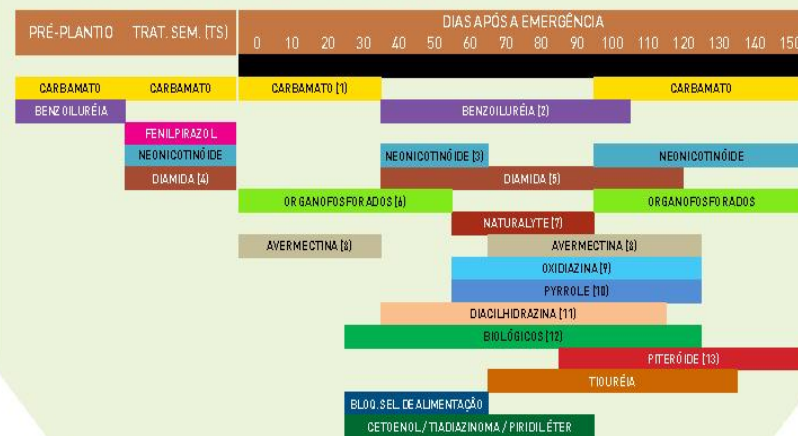 DIAS APÓS A EMERGÊNCIA
PRÉ-PLANTIO TRAT. SEM. (TS)
0 10 20 30 40 50 60 70 80 90 100 110 120 130 140 150
CARBAMATO CARBAMATO CARBAMATO (1) CARBAMATO
BENZOILURÉIA BENZOILURÉIA (2)
FENILPIRAZOL
NEONICOTINÓIDE NEONICOTINÓIDE (3) NEONICOTINÓIDE
DIAMIDA (4) DIAMIDA (5)
ORGANOFOSFORADOS (6) ORGANOFOSFORADOS
NATURALYTE (7)
AVERMECTINA (8) AVERMECTINA (8)
OXIDIAZINA (9)
PYRROLE (10)
DIACILHIDRAZINA (11)
BIOLÓGICOS (12)
PITERÓIDE (13)
TIOURÉIA
BLOQ. SEL. DE ALIMENTAÇÃO
CETOENOL / TIADIAZINOMA / PIRIDILÉTER